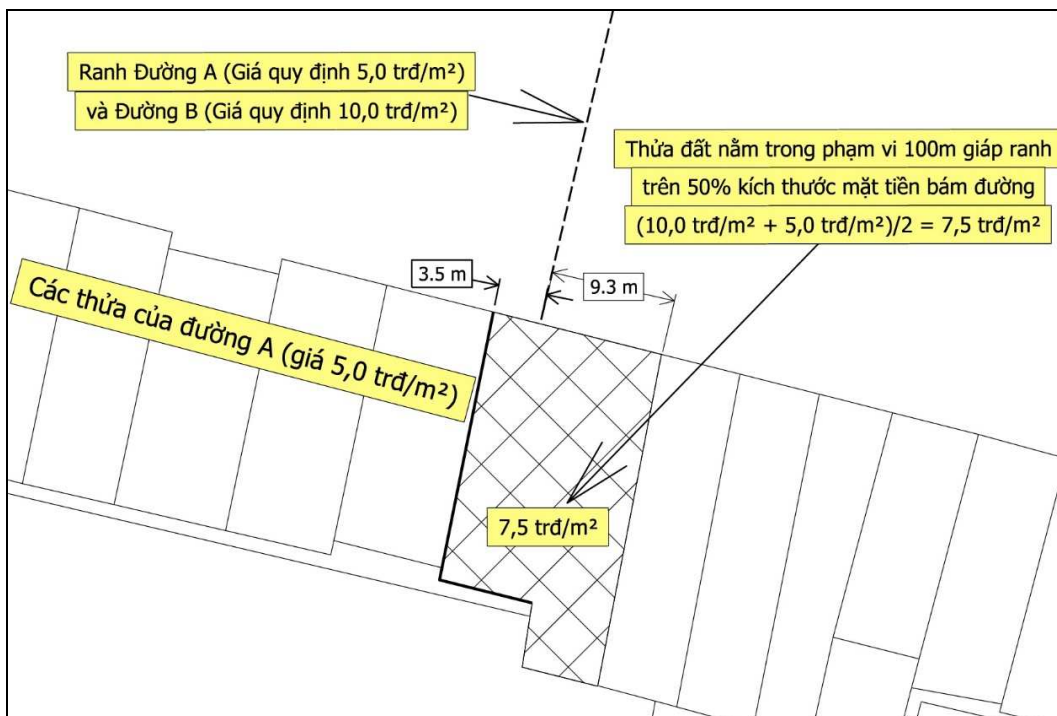 Ranh Đường A (Giá quy định 5,0 trđ/m²)
và Đường B (Giá quy định 10,0 trđ/m²)
Thửa đất nằm trong phạm vi 100m giáp ranh
trên 50% kích thước mặt tiền bám đường
(10,0 trđ/m² + 5,0 trđ/m²)/2 = 7,5 trđ/m²
3.5 m
9.3 m
Các thửa của đường A (giá 5,0 trđ/m²)
7,5 trđ/m²